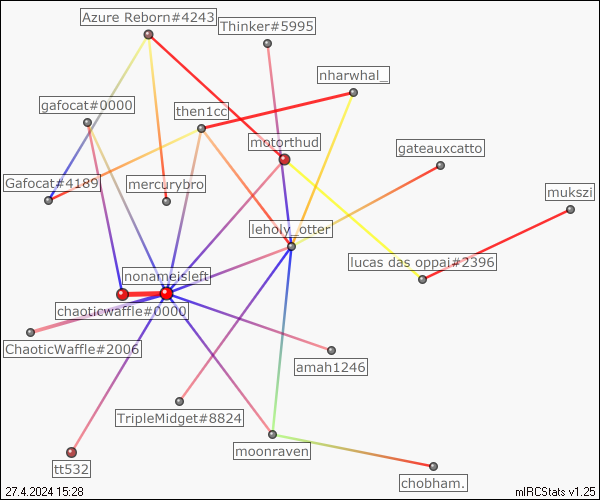 Azure Reborn#4243
Thinker#5995
nharwhal_
gafocat#0000
then1cc
motorthud
gateauxcatto
Gafocat#4189
mercurybro
mukszi
leholy_otter
lucas das oppai#2396
nonameisleft
chaoticwaffle#0000
ChaoticWaffle#2006
amah1246
TripleMidget#8824
moonraven
tt532
chobham.
27.4.2024 15:28
mIRCStats v1.25